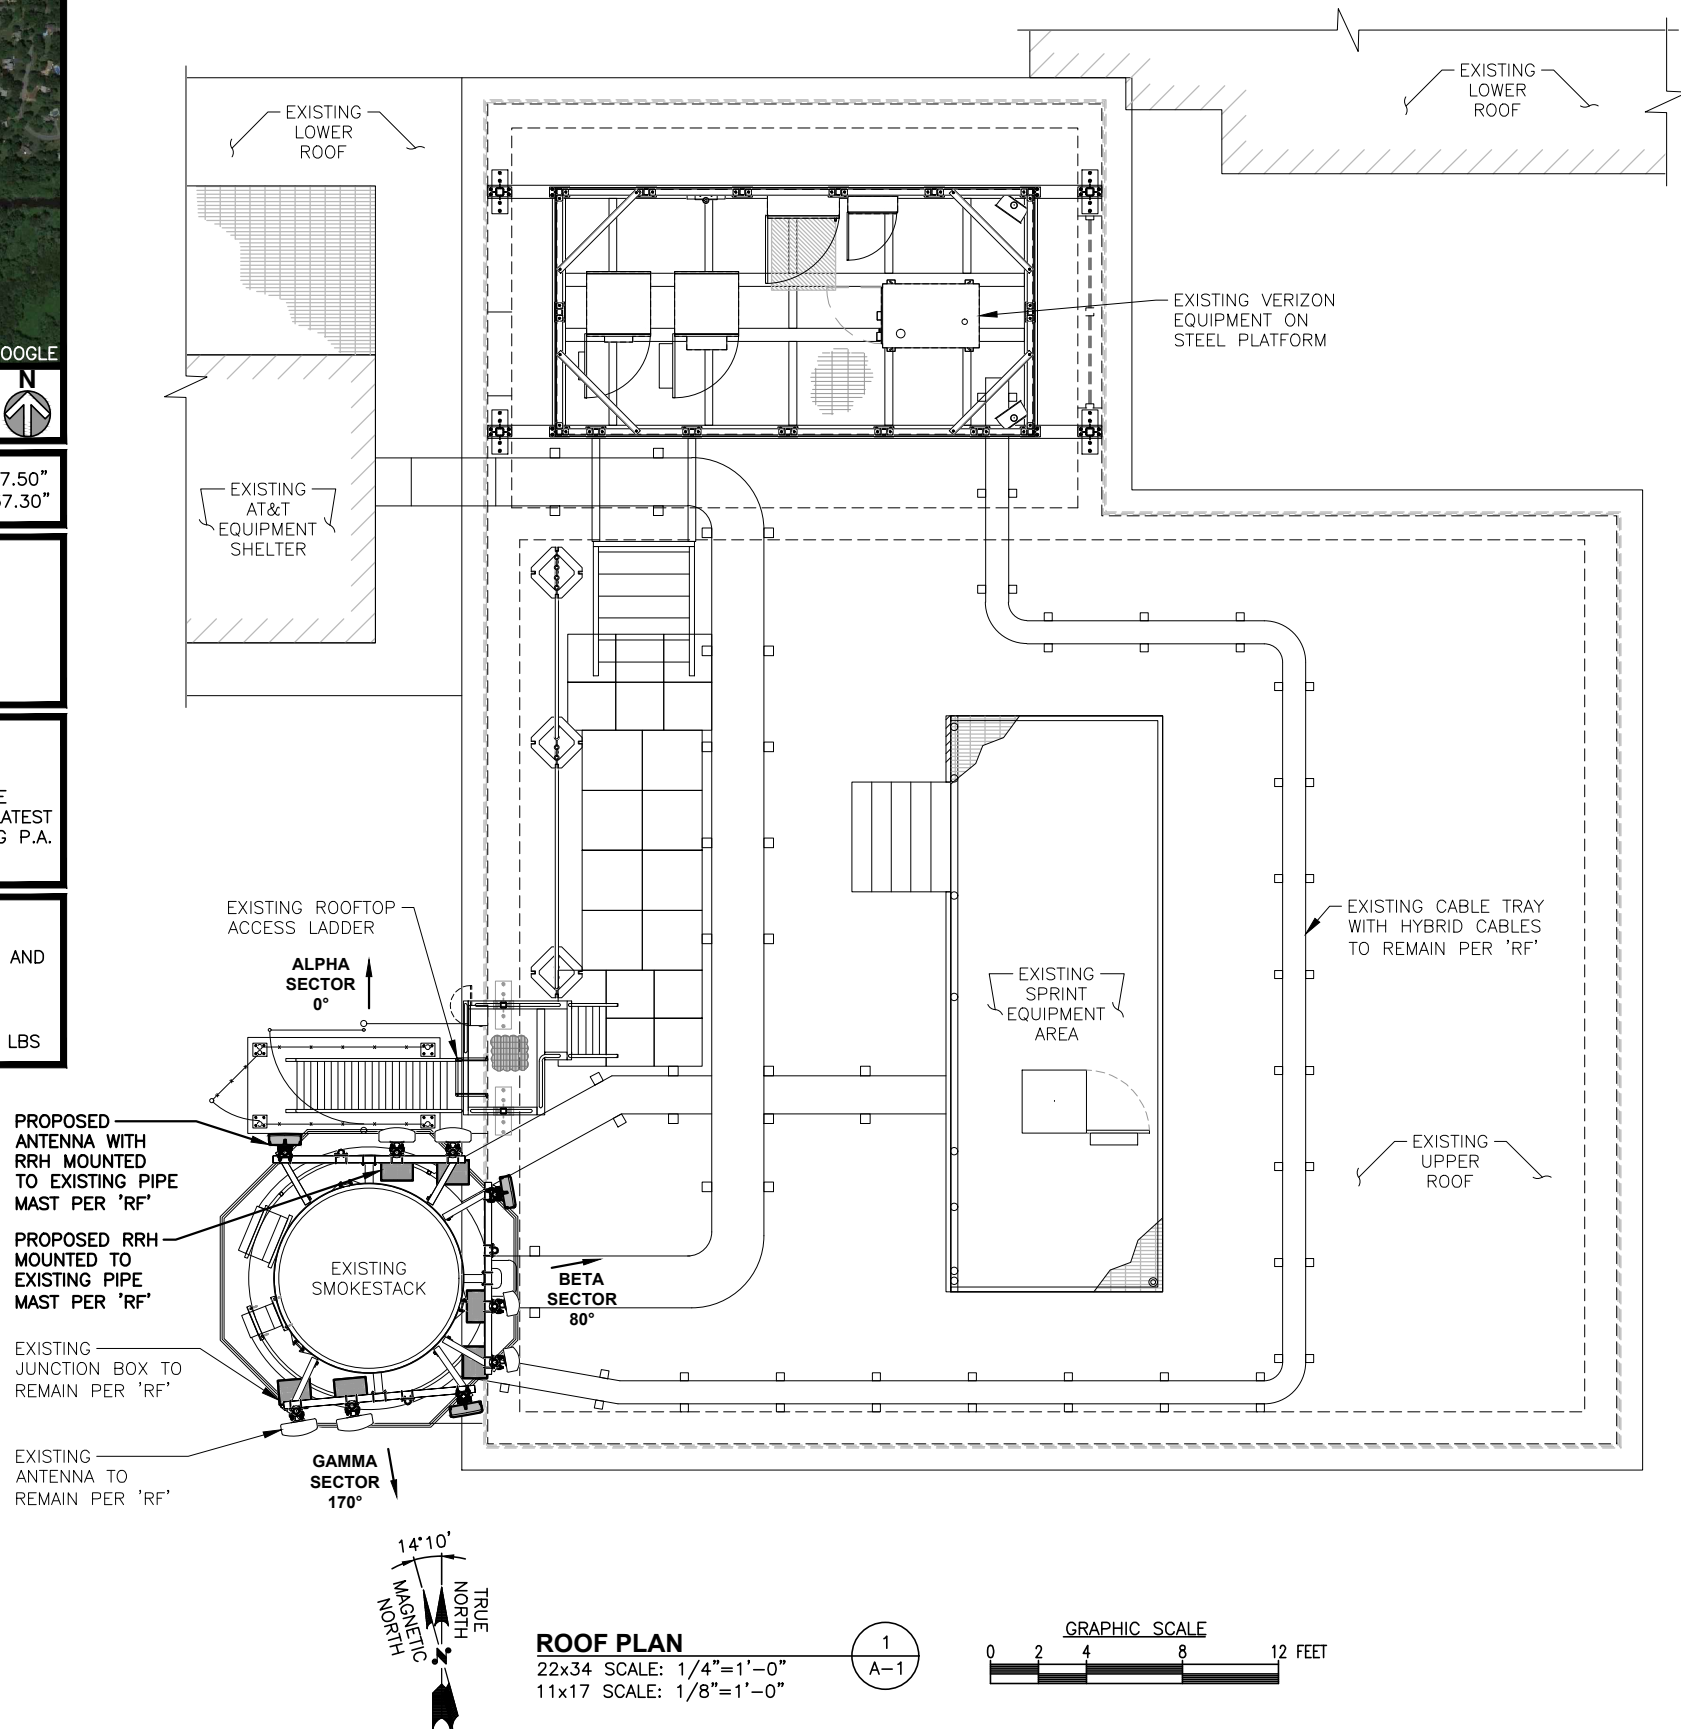 OOGLE
N
7.50"
57.30"
E
LATEST
G P.A.
AND
LBS
EXISTING
LOWER
ROOF
EXISTING
LOWER
ROOF
EXISTING VERIZON
EQUIPMENT ON
STEEL PLATFORM
EXISTING
AT&T
EQUIPMENT
SHELTER
EXISTING ROOFTOP
ACCESS LADDER
ALPHA
SECTOR
0°
EXISTING CABLE TRAY
WITH HYBRID CABLES
TO REMAIN PER 'RF'
EXISTING
SPRINT
EQUIPMENT
AREA
PROPOSED
ANTENNA WITH
RRH MOUNTED
TO EXISTING PIPE
MAST PER 'RF'
PROPOSED RRH
MOUNTED TO
EXISTING PIPE
MAST PER 'RF'
EXISTING
UPPER
ROOF
EXISTING
SMOKESTACK
BETA
SECTOR
80°
EXISTING
JUNCTION BOX TO
REMAIN PER 'RF'
EXISTING
ANTENNA TO
REMAIN PER 'RF'
GAMMA
SECTOR
170°
14°10'
TRUE
NORTH
MAGNETIC
NORTH
N
ROOF PLAN
22x34 SCALE: 1/4"=1'-0"
11x17 SCALE: 1/8"=1'-0"
1
A-1
GRAPHIC SCALE
0 2 4 8 12 FEET